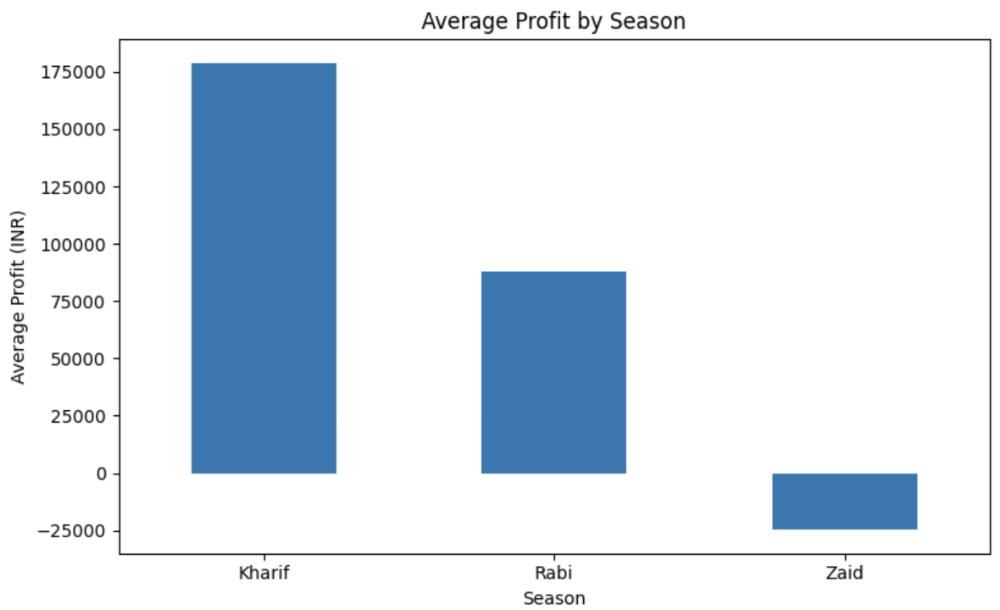 Average Profit by Season
Average Profit (INR)
175000
150000
125000
100000
75000
50000
25000
0
−25000
Kharif Rabi Zaid
Season